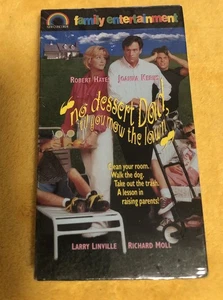 family entertainment
ROBERT HAYS JOANNA KERNS
"no dessert Dad,
til you mow the lawn"
Clean your room.
Walk the dog.
Take out the trash.
A lesson in
raising parents!
LARRY LINVILLE RICHARD MOLL